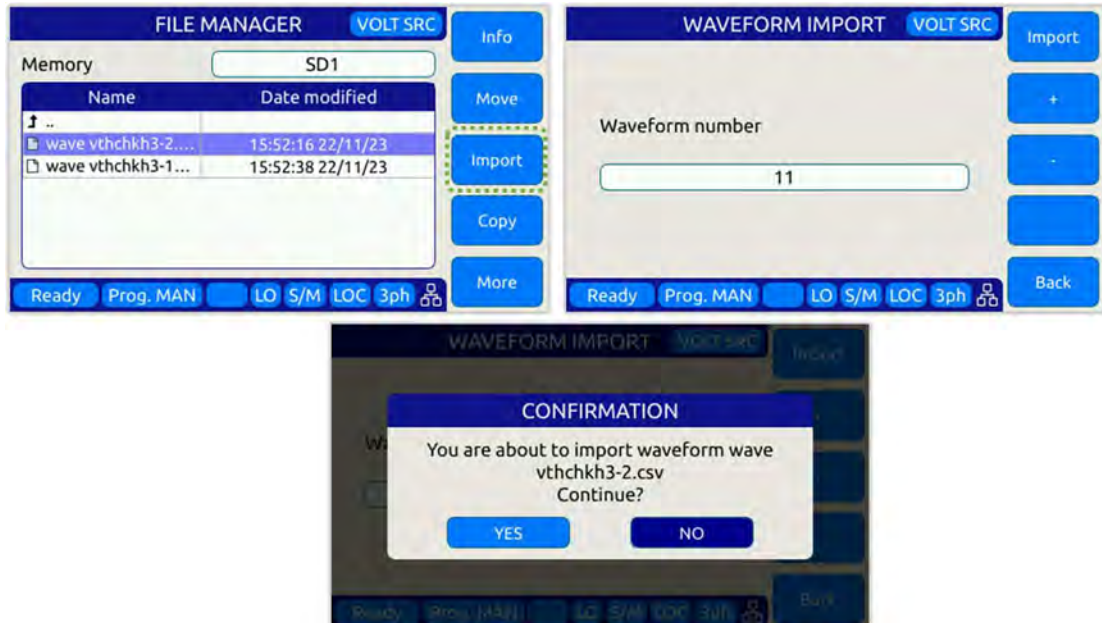 FILE MANAGER VOLT SRC
Info
Memory SD1
Name Date modified
Move
..
wave vthchkh3-2.... 15:52:16 22/11/23
wave vthchkh3-1... 15:52:38 22/11/23
Import
Copy
More
Ready Prog. MAN LO S/M LOC 3ph
WAVEFORM IMPORT VOLT SRC
Import
+
Waveform number
-
11
Back
Ready Prog. MAN LO S/M LOC 3ph
WAVEFORM IMPORT VOLT SRC
Import
CONFIRMATION
You are about to import waveform wave
vthchkh3-2.csv
Continue?
YES NO
Back
Ready Prog. MAN LO S/M LOC 3ph